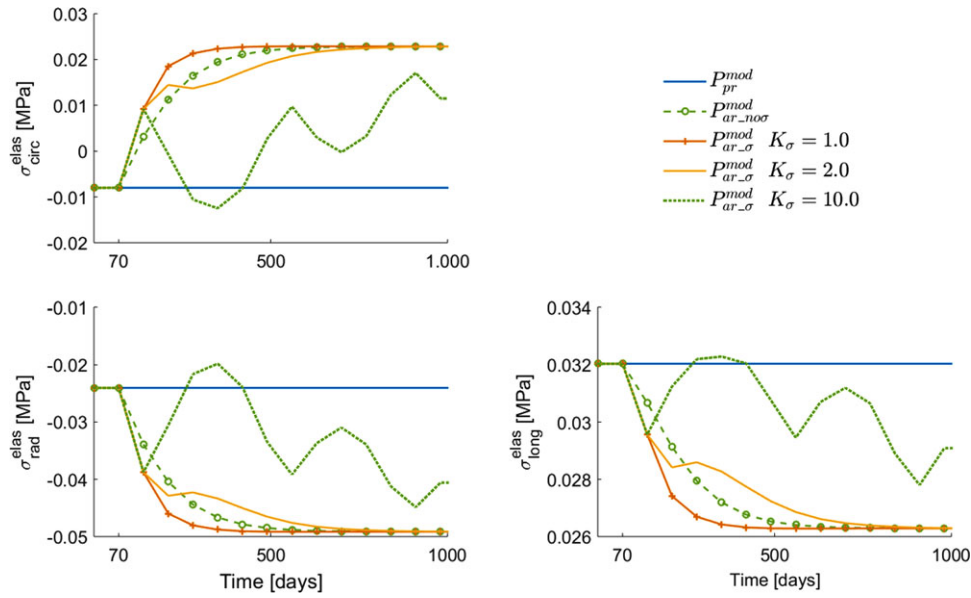 0.03
0.02
0.01
0
-0.01
-0.02
σ_circ^elas [MPa]
70 500 1.000
P_pr^mod
P_ar_noσ^mod
P_ar_σ^mod K_σ = 1.0
P_ar_σ^mod K_σ = 2.0
P_ar_σ^mod K_σ = 10.0
-0.01
-0.02
-0.03
-0.04
-0.05
σ_rad^elas [MPa]
70 500 1000
Time [days]
0.034
0.032
0.03
0.028
0.026
σ_long^elas [MPa]
70 500 1000
Time [days]